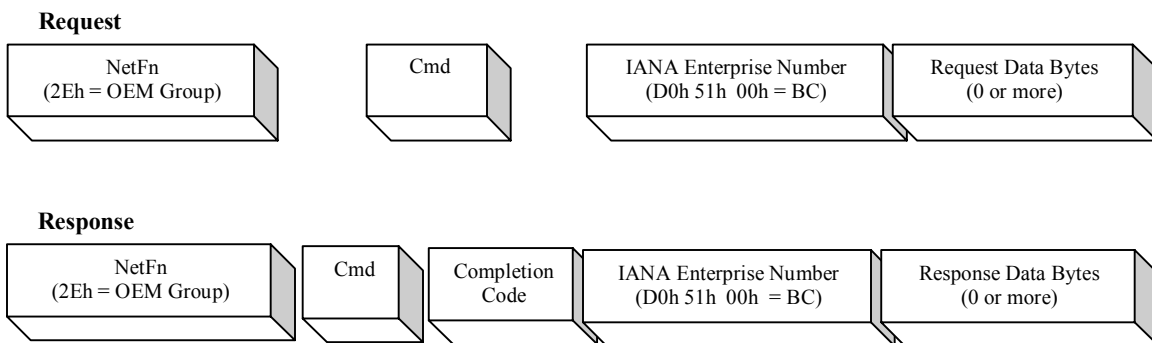 Request
NetFn
(2Eh = OEM Group)
Cmd
IANA Enterprise Number
(D0h 51h 00h = BC)
Request Data Bytes
(0 or more)
Response
NetFn
(2Eh = OEM Group)
Cmd
Completion
Code
IANA Enterprise Number
(D0h 51h 00h = BC)
Response Data Bytes
(0 or more)